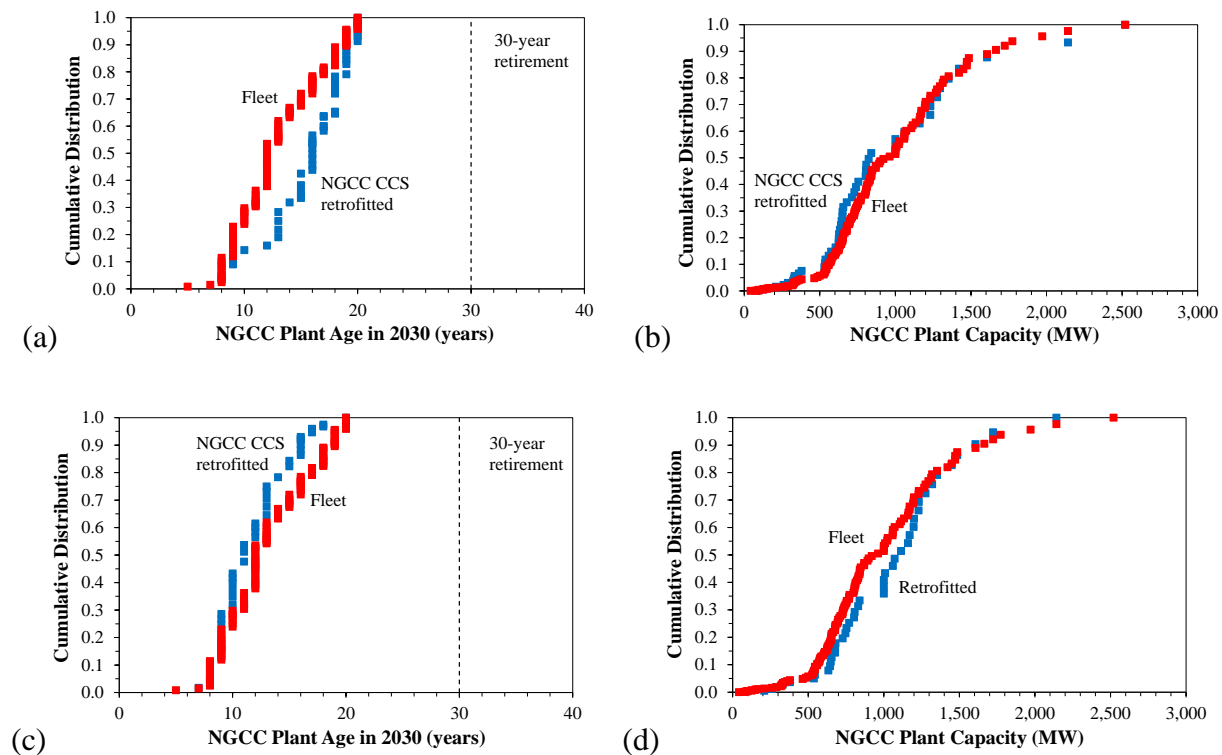 1.0
0.9
0.8
0.7
0.6
0.5
0.4
0.3
0.2
0.1
0.0
Cumulative Distribution
Fleet
NGCC CCS
retrofitted
30-year
retirement
0 10 20 30 40
NGCC Plant Age in 2030 (years)
(a)
1.0
0.9
0.8
0.7
0.6
0.5
0.4
0.3
0.2
0.1
0.0
Cumulative Distribution
NGCC CCS
retrofitted
Fleet
0 500 1,000 1,500 2,000 2,500 3,000
NGCC Plant Capacity (MW)
(b)
1.0
0.9
0.8
0.7
0.6
0.5
0.4
0.3
0.2
0.1
0.0
Cumulative Distribution
NGCC CCS
retrofitted
Fleet
30-year
retirement
0 10 20 30 40
NGCC Plant Age in 2030 (years)
(c)
1.0
0.9
0.8
0.7
0.6
0.5
0.4
0.3
0.2
0.1
0.0
Cumulative Distribution
Fleet
Retrofitted
0 500 1,000 1,500 2,000 2,500 3,000
NGCC Plant Capacity (MW)
(d)